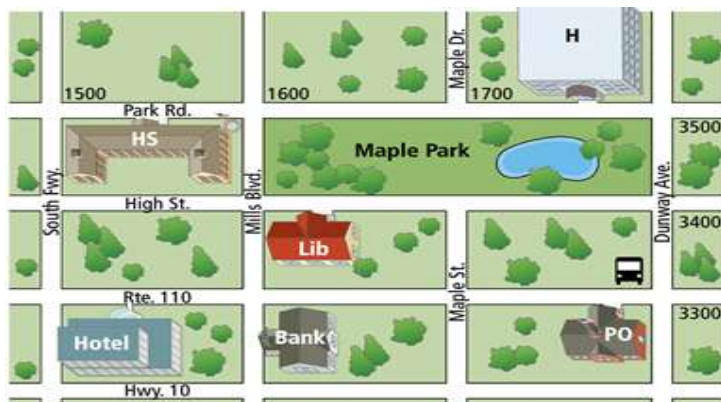 Maple Dr.
H
1500
1600
1700
Park Rd.
HS
Maple Park
3500
South Fwy.
Mills Blvd.
Dunway Ave.
High St.
Lib
3400
Maple St.
Rte. 110
Hotel
Bank
PO
3300
Hwy. 10